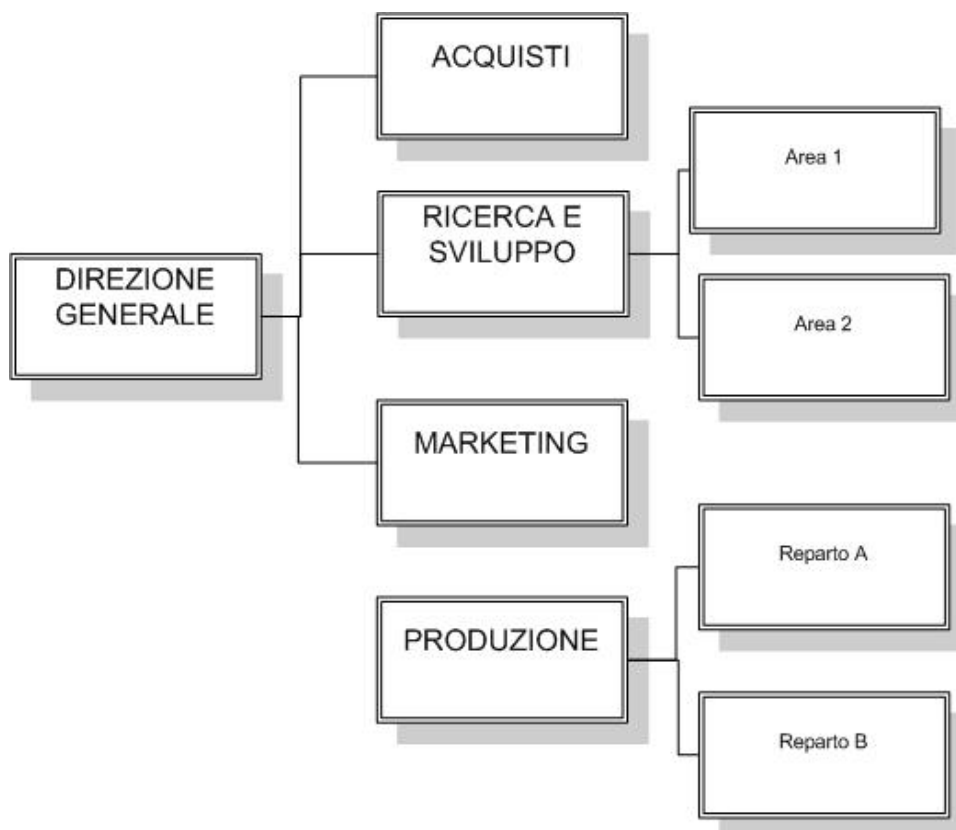 ACQUISTI
Area 1
RICERCA E
SVILUPPO
DIREZIONE
GENERALE
Area 2
MARKETING
Reparto A
PRODUZIONE
Reparto B